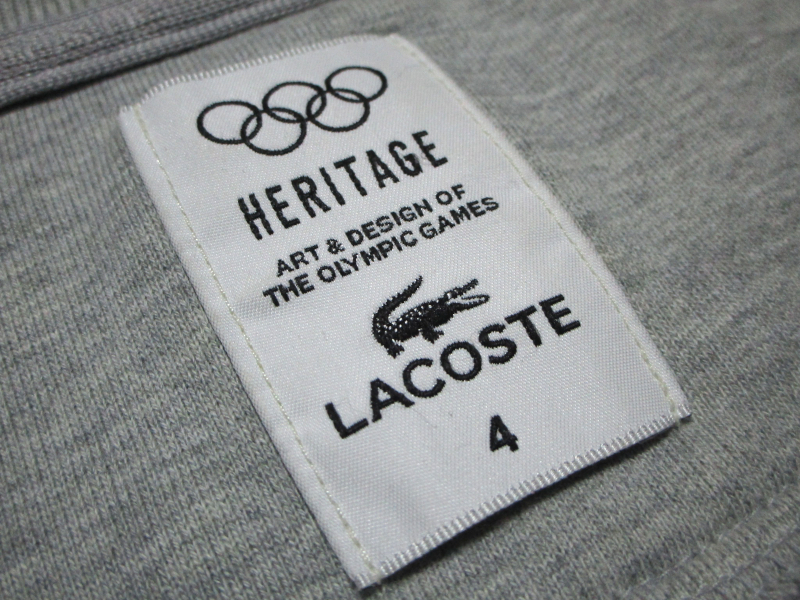 HERITAGE
ART & DESIGN OF
THE OLYMPIC GAMES
LACOSTE
4